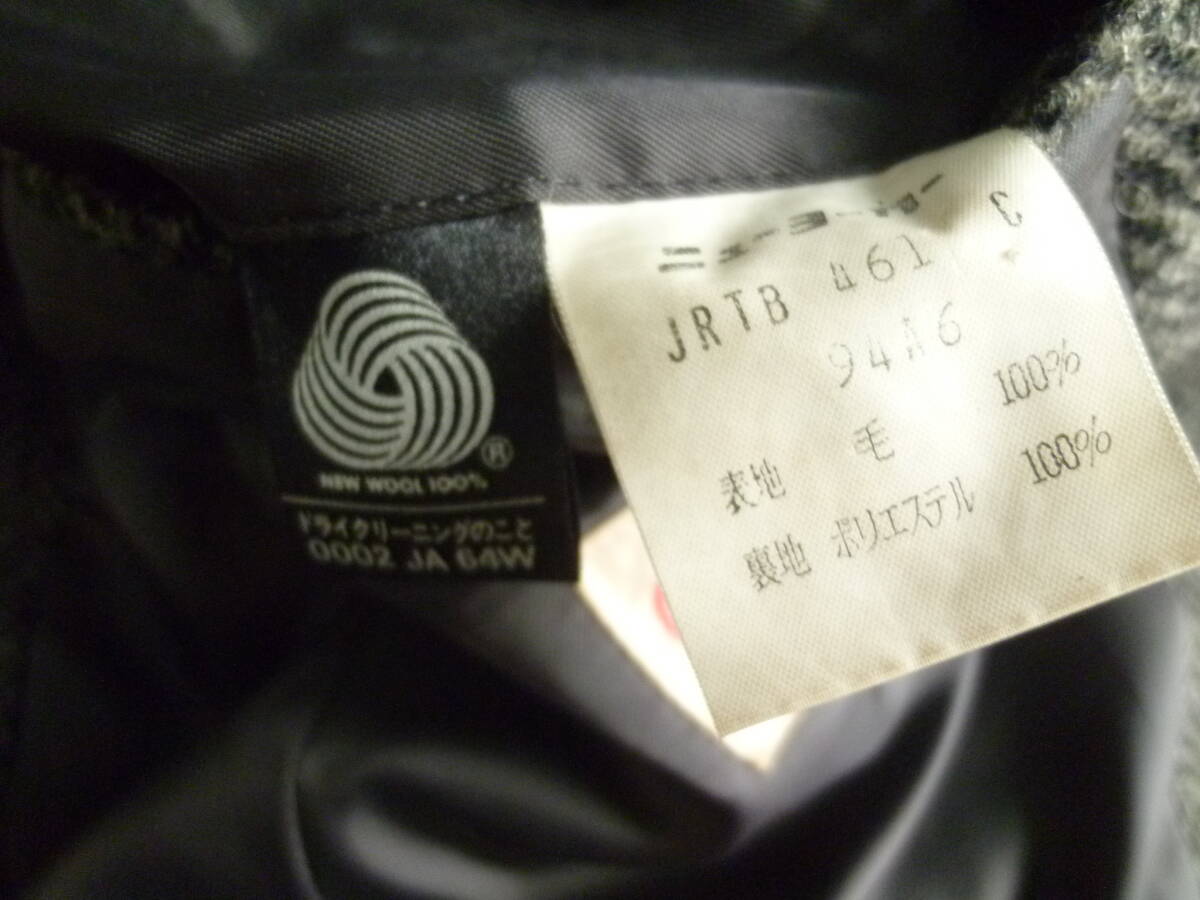 ®
NEW WOOL 100%
ドライクリーニングのこと
0002 JA 64W
ニューヨーカー
JRTB 461
94A6
表地 毛 100%
裏地 ポリエステル 100%